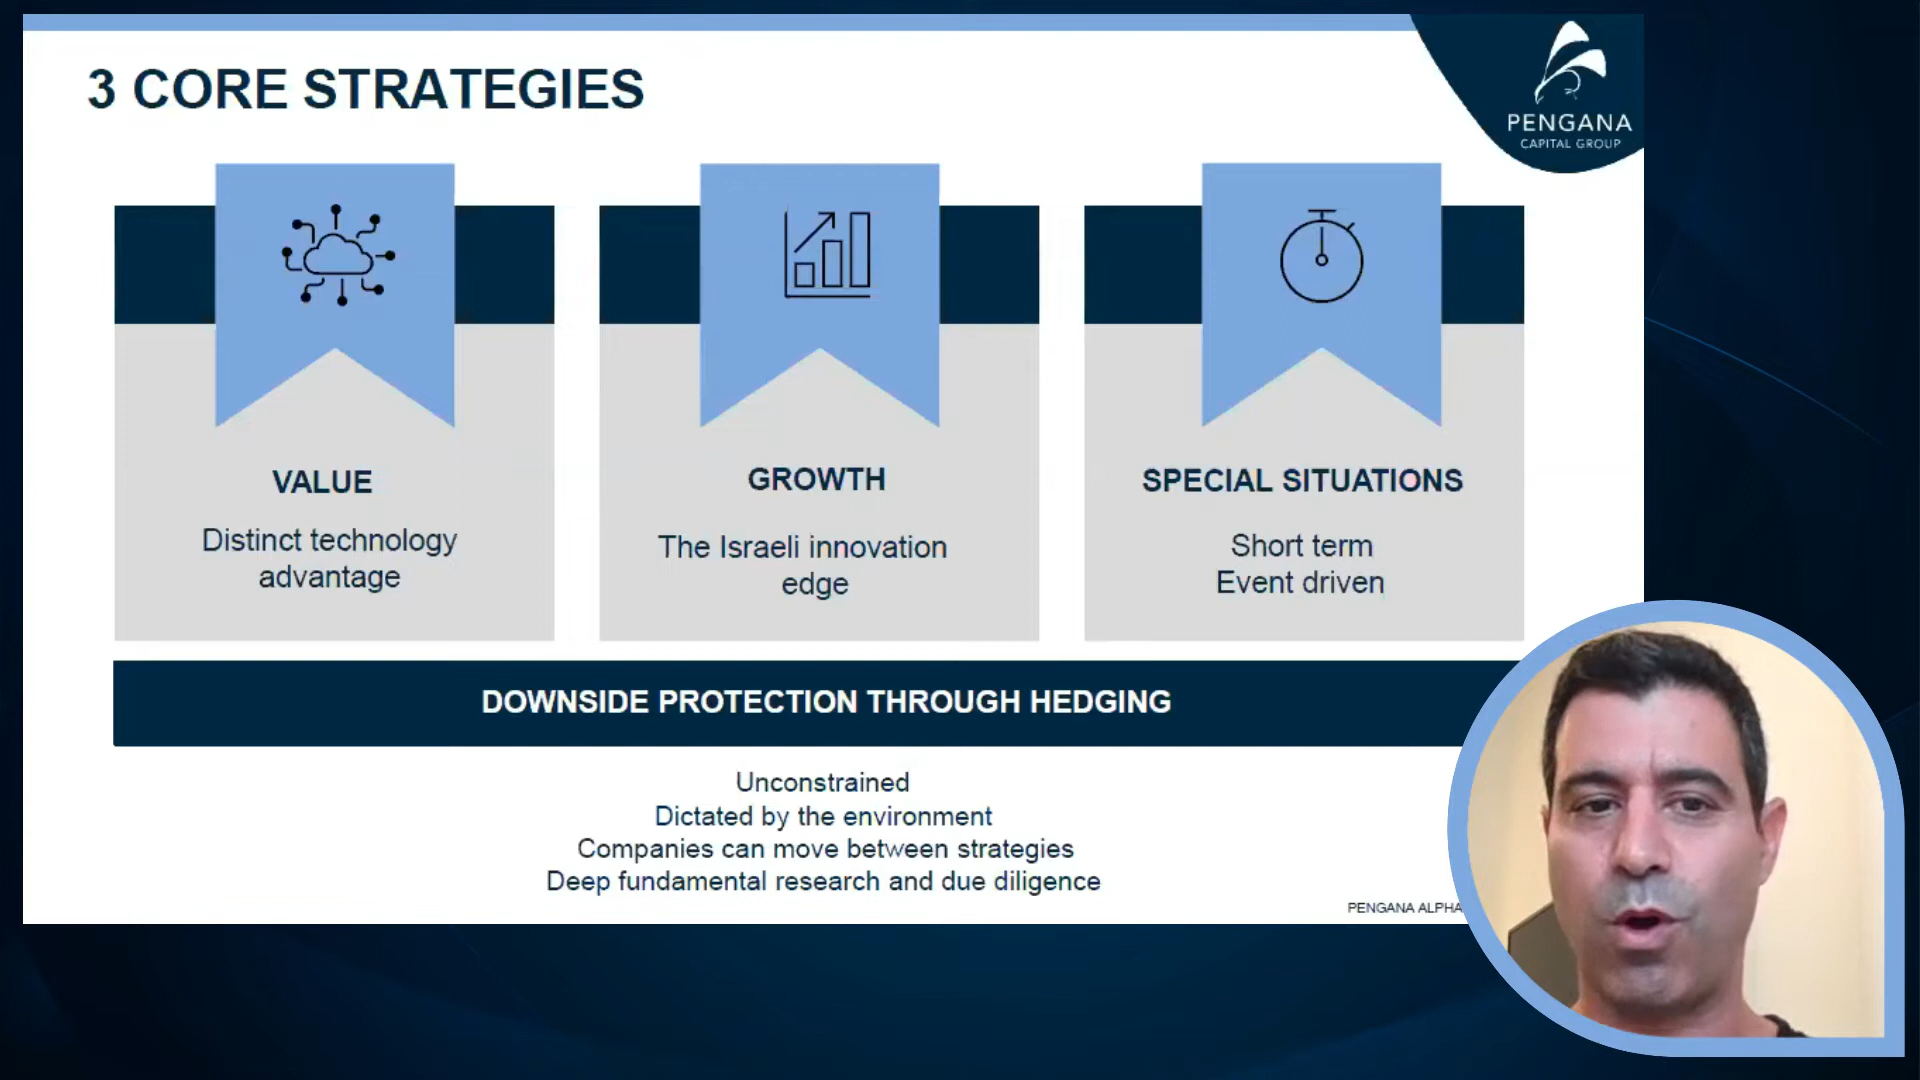 3 CORE STRATEGIES
PENGANA
CAPITAL GROUP
VALUE
Distinct technology
advantage
GROWTH
The Israeli innovation
edge
SPECIAL SITUATIONS
Short term
Event driven
DOWNSIDE PROTECTION THROUGH HEDGING
Unconstrained
Dictated by the environment
Companies can move between strategies
Deep fundamental research and due diligence
PENGANA ALPHA